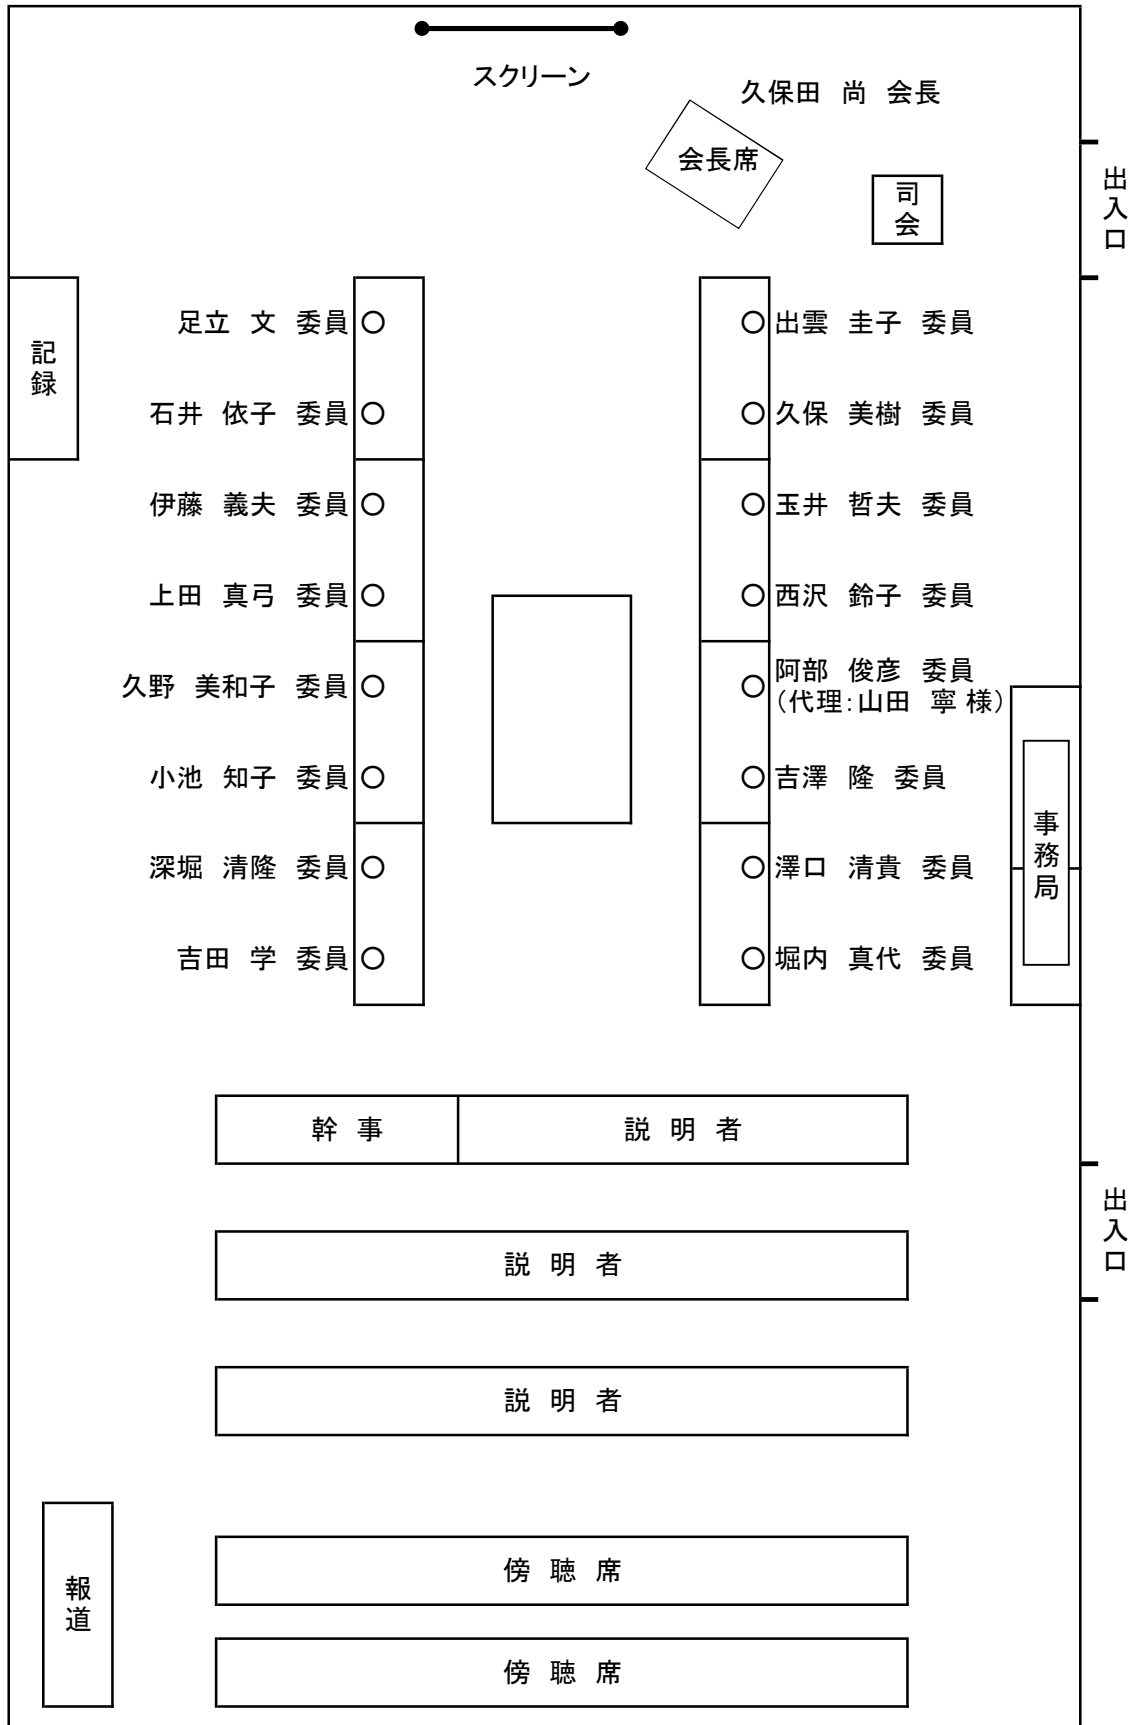 スクリーン
久保田 尚 会長
会長席
司会
出入口
記録
足立 文 委員
出雲 圭子 委員
石井 依子 委員
久保 美樹 委員
伊藤 義夫 委員
玉井 哲夫 委員
上田 真弓 委員
西沢 鈴子 委員
久野 美和子 委員
阿部 俊彦 委員
（代理：山田 寧 様）
小池 知子 委員
吉澤 隆 委員
事務局
深堀 清隆 委員
澤口 清貴 委員
吉田 学 委員
堀内 真代 委員
幹 事
説 明 者
出入口
説 明 者
説 明 者
報道
傍 聴 席
傍 聴 席